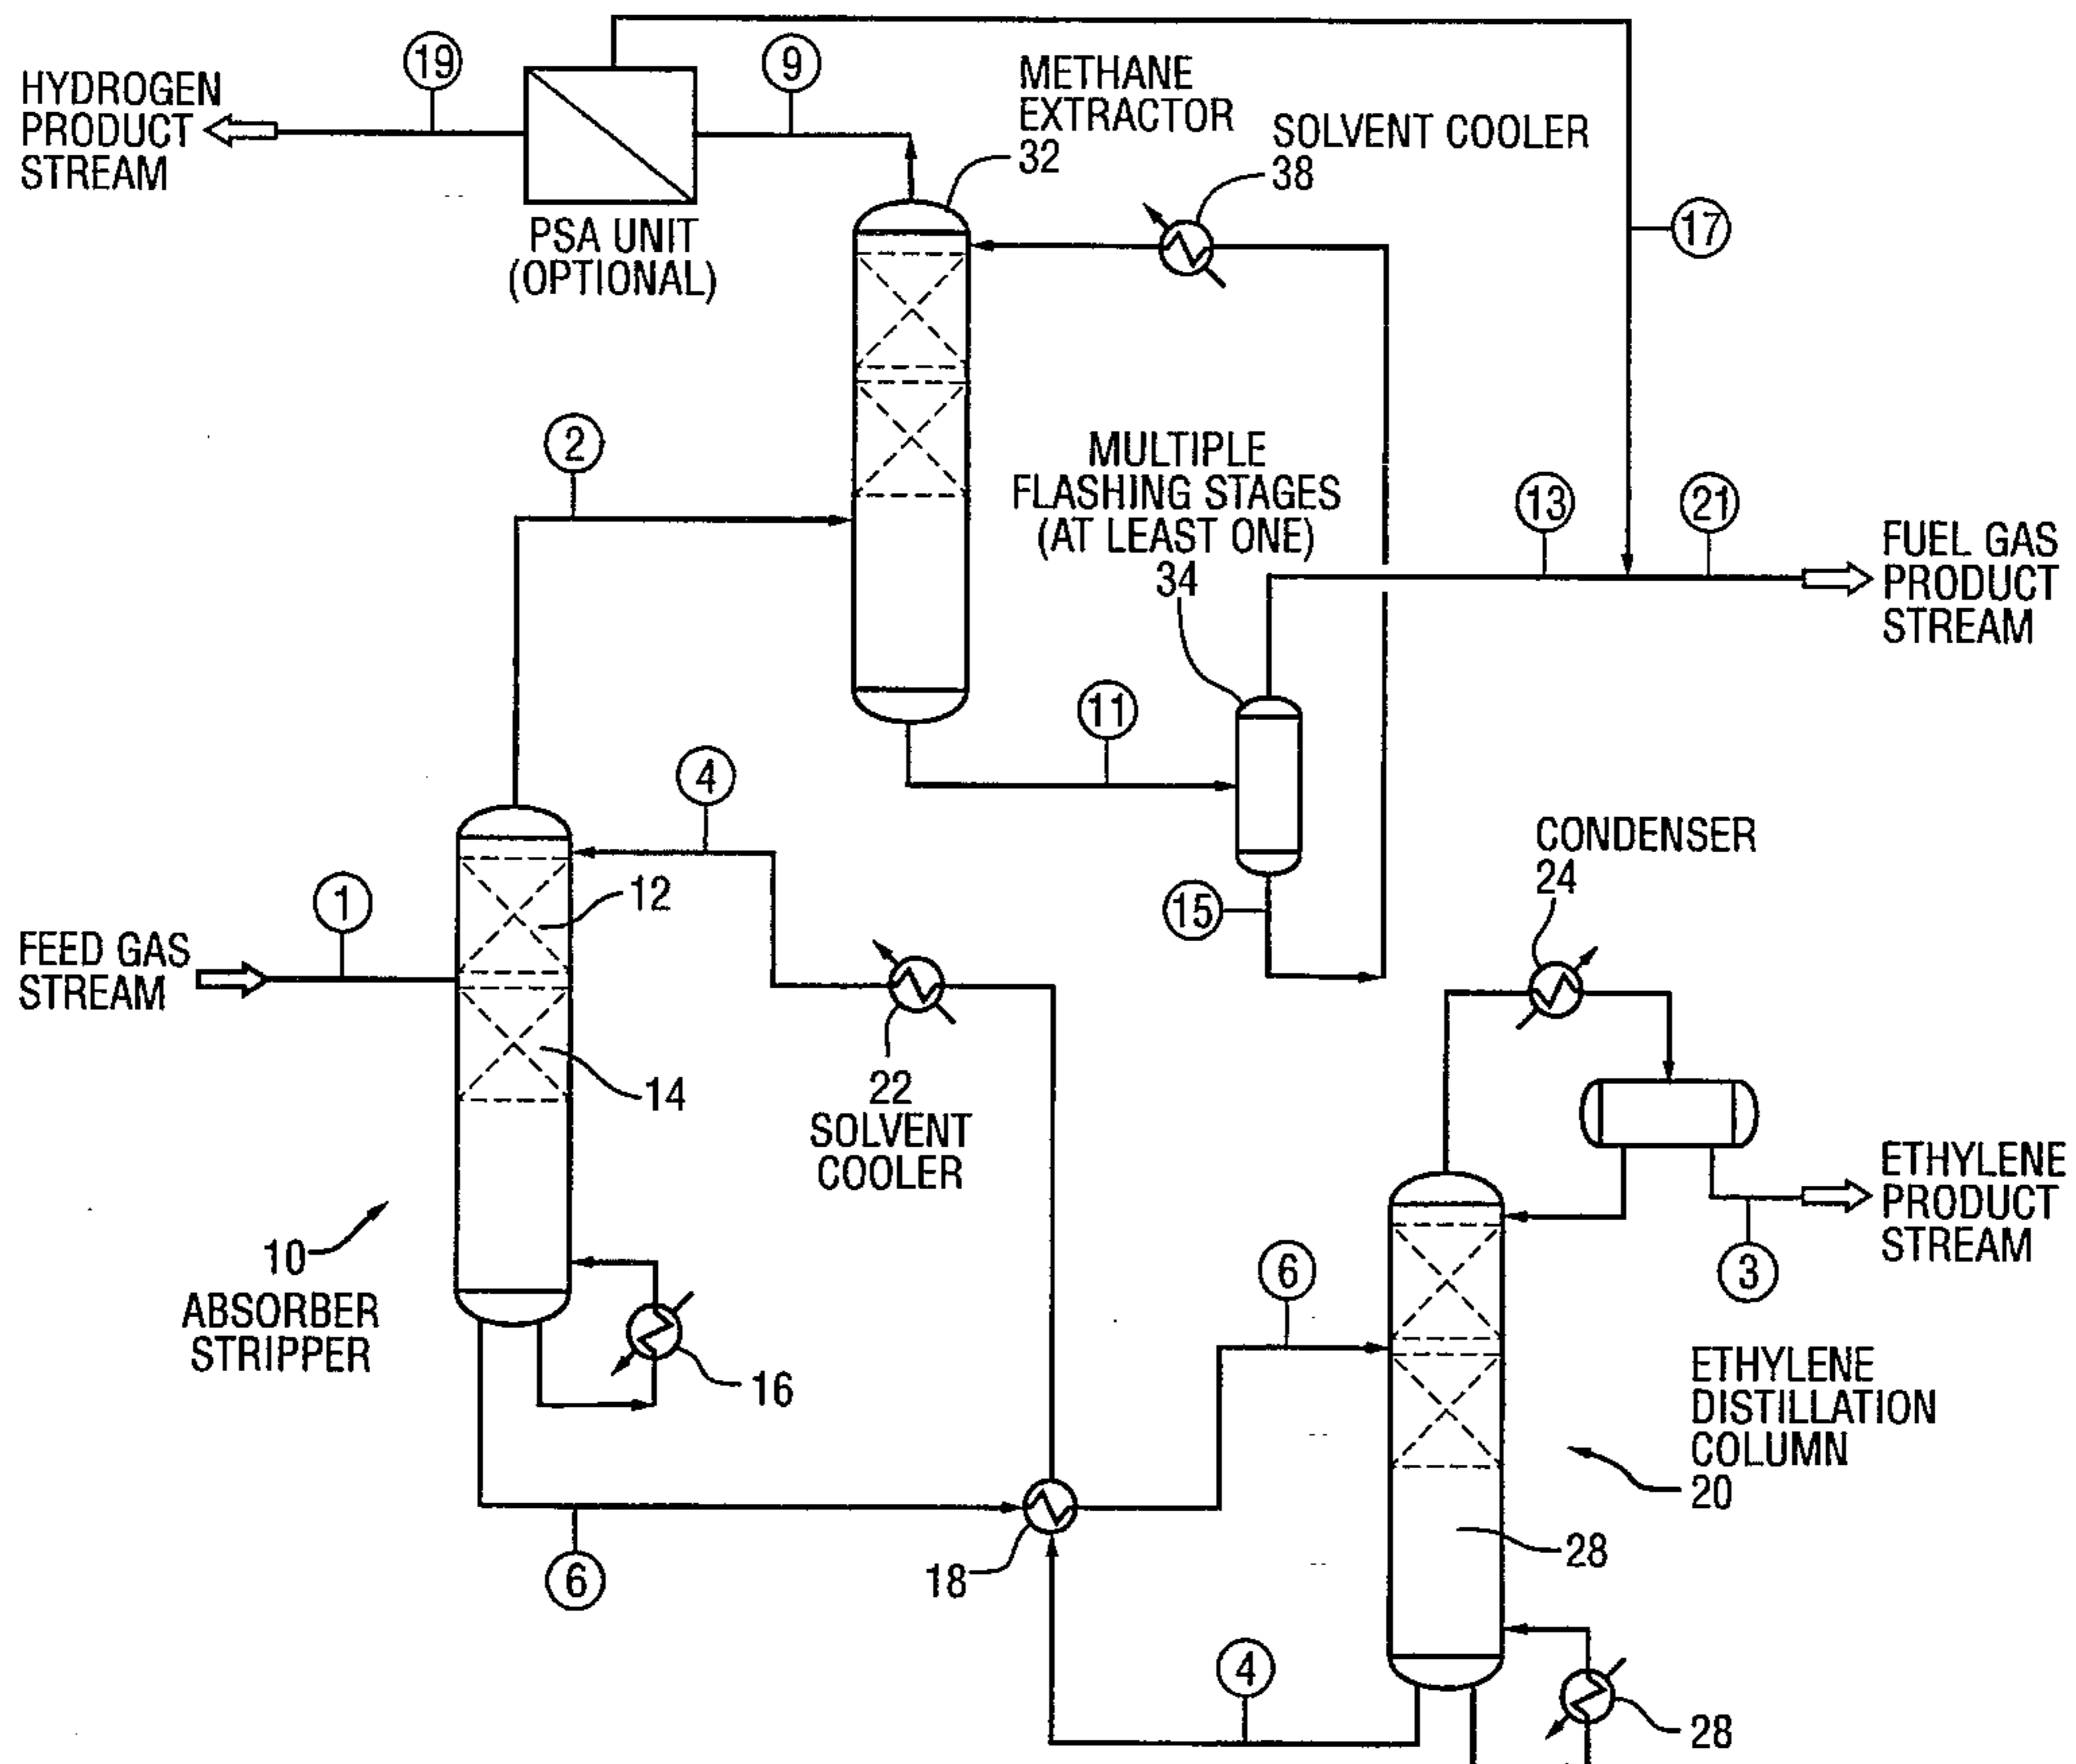 19
9
HYDROGEN
PRODUCT
STREAM
METHANE
EXTRACTOR
32
SOLVENT COOLER
38
PSA UNIT
(OPTIONAL)
17
2
MULTIPLE
FLASHING STAGES
(AT LEAST ONE)
34
13
21
FUEL GAS
PRODUCT
STREAM
11
4
CONDENSER
24
12
1
15
FEED GAS
STREAM
14
22
SOLVENT
COOLER
ETHYLENE
PRODUCT
STREAM
10
ABSORBER
STRIPPER
6
3
16
ETHYLENE
DISTILLATION
COLUMN
20
18
28
6
4
28